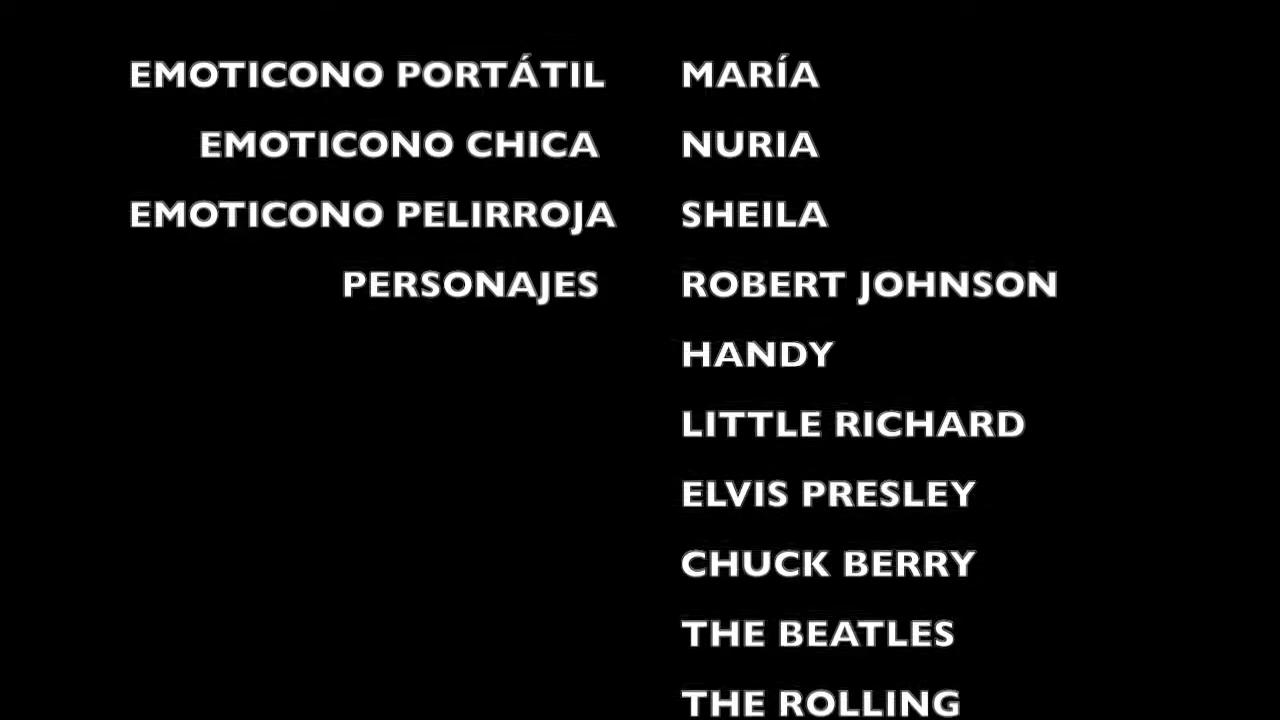 EMOTICONO PORTÁTIL MARÍA
EMOTICONO CHICA NURIA
EMOTICONO PELIRROJA SHEILA
PERSONAJES ROBERT JOHNSON
HANDY
LITTLE RICHARD
ELVIS PRESLEY
CHUCK BERRY
THE BEATLES
THE ROLLING